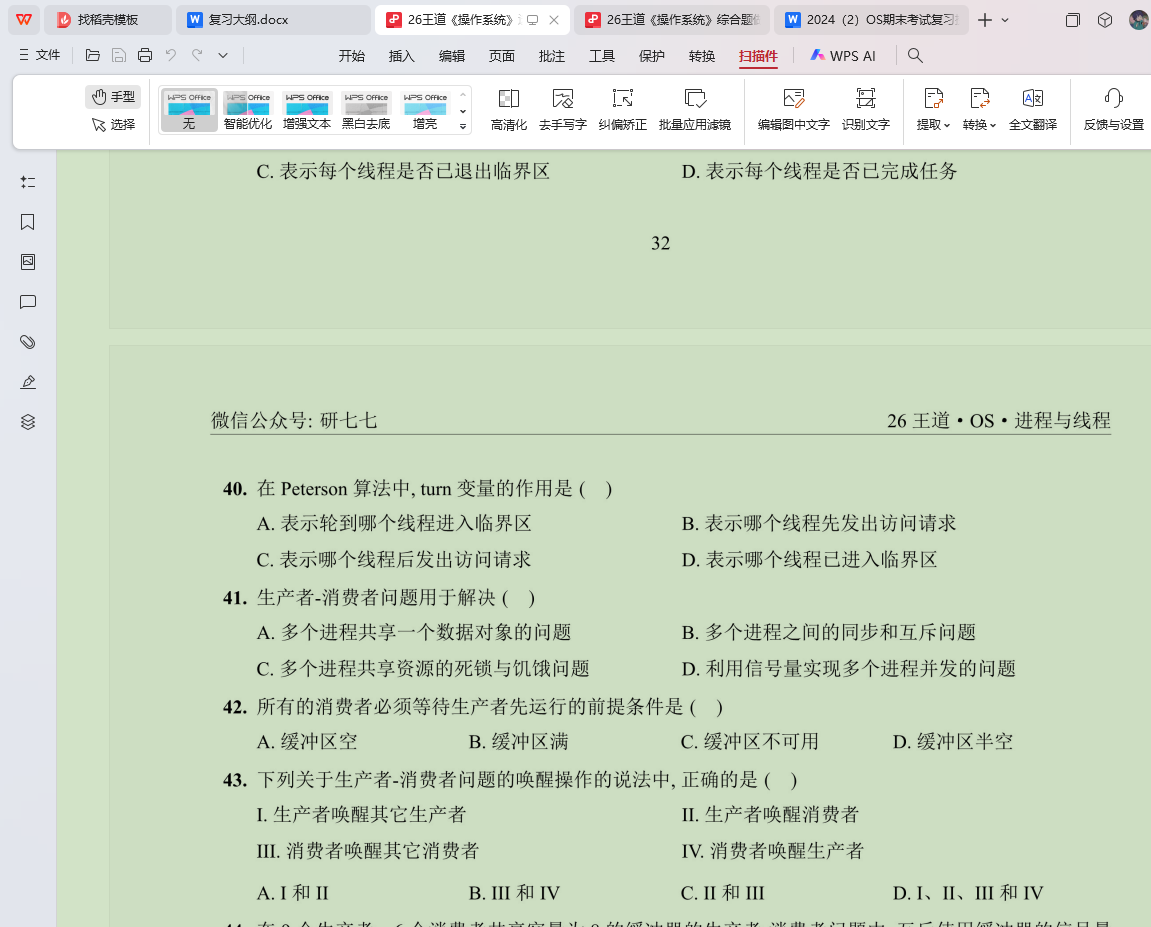 找稻壳模板
复习大纲.docx
26王道《操作系统》
26王道《操作系统》综合题
2024（2）OS期末考试复习
文件
开始 插入 编辑 页面 批注 工具 保护 转换 扫描件 WPS AI
手型
选择
WPS Office WPS Office WPS Office WPS Office WPS Office
无 智能优化 增强文本 黑白去底 增亮
高清化 去手写字 纠偏矫正 批量应用滤镜 编辑图中文字 识别文字 提取 转换 全文翻译 反馈与设置
C. 表示每个线程是否已退出临界区 D. 表示每个线程是否已完成任务
32
微信公众号: 研七七 26 王道 • OS • 进程与线程
40. 在 Peterson 算法中, turn 变量的作用是 ( )
A. 表示轮到哪个线程进入临界区 B. 表示哪个线程先发出访问请求
C. 表示哪个线程后发出访问请求 D. 表示哪个线程已进入临界区
41. 生产者-消费者问题用于解决 ( )
A. 多个进程共享一个数据对象的问题 B. 多个进程之间的同步和互斥问题
C. 多个进程共享资源的死锁与饥饿问题 D. 利用信号量实现多个进程并发的问题
42. 所有的消费者必须等待生产者先运行的前提条件是 ( )
A. 缓冲区空 B. 缓冲区满 C. 缓冲区不可用 D. 缓冲区半空
43. 下列关于生产者-消费者问题的唤醒操作的说法中, 正确的是 ( )
I. 生产者唤醒其它生产者 II. 生产者唤醒消费者
III. 消费者唤醒其它消费者 IV. 消费者唤醒生产者
A. I 和 II B. III 和 IV C. II 和 III D. I、II、III 和 IV